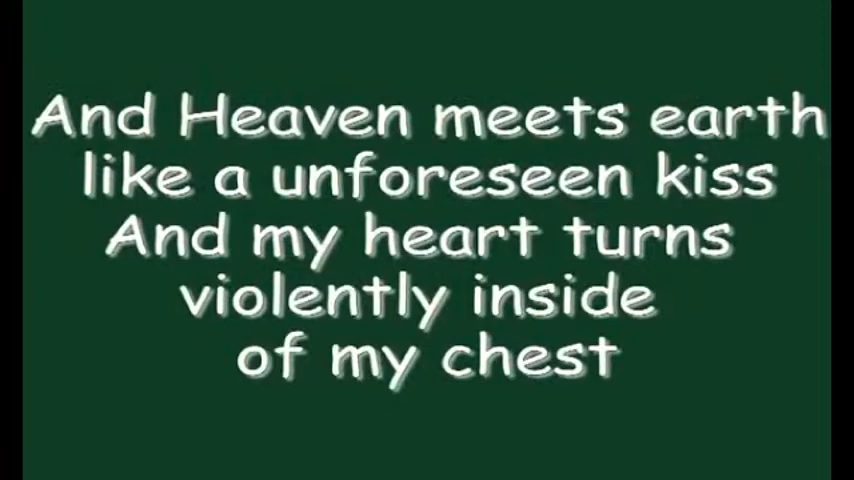 And Heaven meets earth
like a unforeseen kiss
And my heart turns
violently inside
of my chest